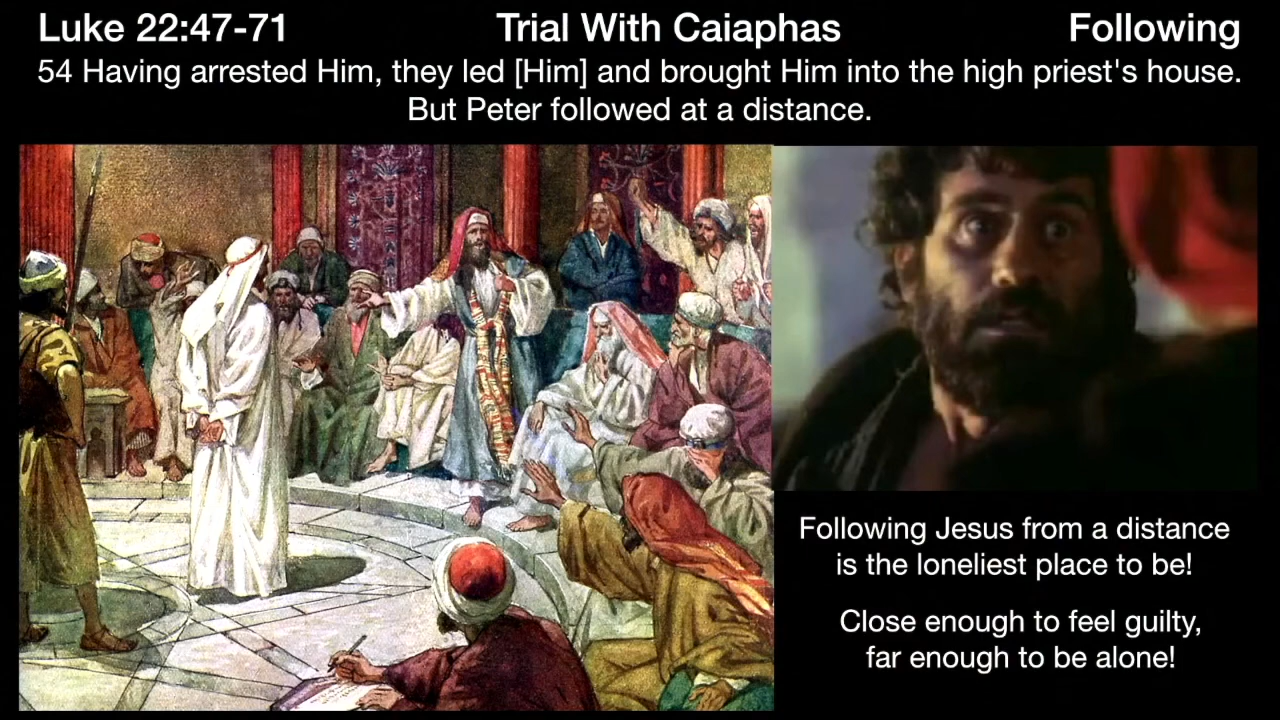 Luke 22:47-71 Trial With Caiaphas Following
54 Having arrested Him, they led [Him] and brought Him into the high priest's house.
But Peter followed at a distance.
Following Jesus from a distance
is the loneliest place to be!
Close enough to feel guilty,
far enough to be alone!